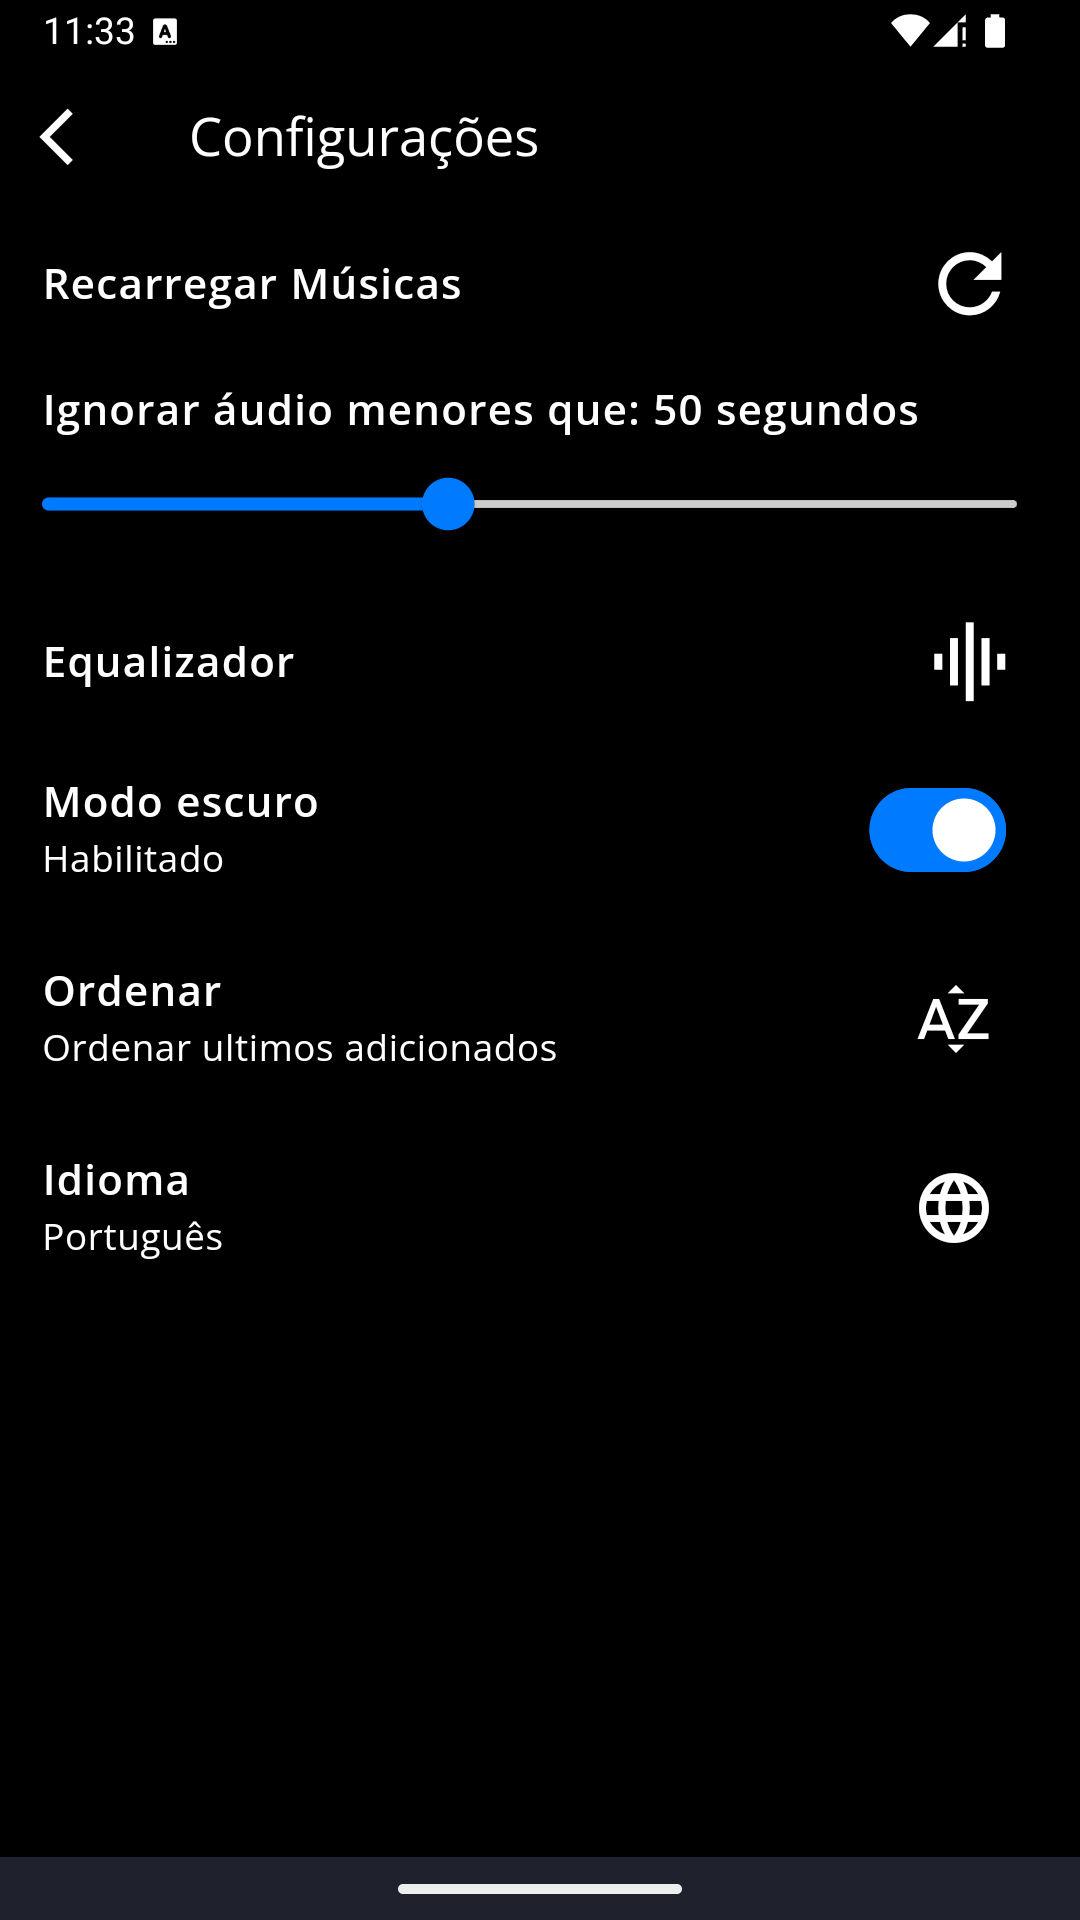 11:33
Configurações
Recarregar Músicas
Ignorar áudio menores que: 50 segundos
Equalizador
Modo escuro
Habilitado
Ordenar
Ordenar ultimos adicionados
AZ
Idioma
Português